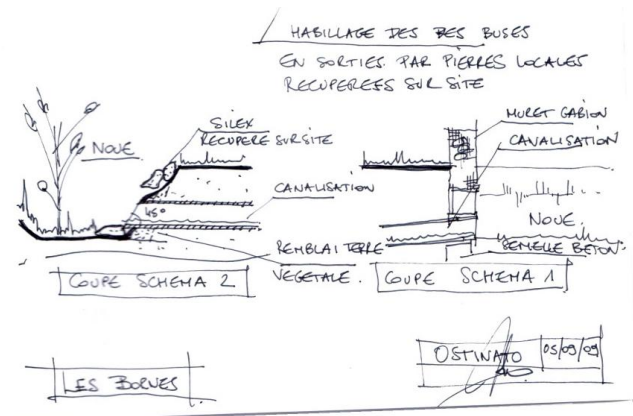 HABILLAGE DES BES BUSES
EN SORTIES PAR PIERRES LOCALES
RECUPEREES SUR SITE
SILEX
RECUPERE SUR SITE
NOUE
CANALISATION
45°
REMBLAI TERRE
VEGETALE.
COUPE SCHEMA 2
MURET GABION
CANALISATION
NOUE.
SEMELLE BETON
COUPE SCHEMA 1
LES BORNES
OSTINATO
05/09/09